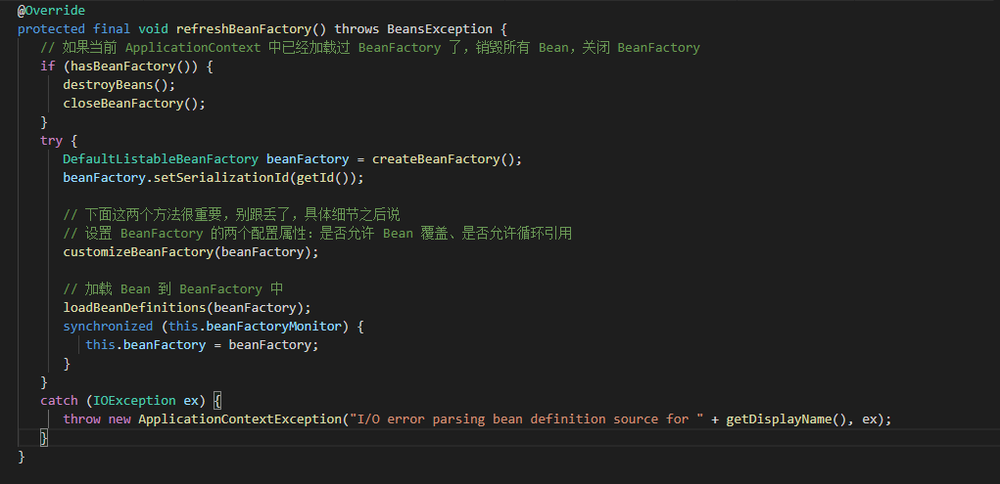 @Override
protected final void refreshBeanFactory() throws BeansException {
// 如果当前 ApplicationContext 中已经加载过 BeanFactory 了，销毁所有 Bean，关闭 BeanFactory
if (hasBeanFactory()) {
destroyBeans();
closeBeanFactory();
}
try {
DefaultListableBeanFactory beanFactory = createBeanFactory();
beanFactory.setSerializationId(getId());
// 下面这两个方法很重要，别跟丢了，具体细节之后说
// 设置 BeanFactory 的两个配置属性：是否允许 Bean 覆盖、是否允许循环引用
customizeBeanFactory(beanFactory);
// 加载 Bean 到 BeanFactory 中
loadBeanDefinitions(beanFactory);
synchronized (this.beanFactoryMonitor) {
this.beanFactory = beanFactory;
}
}
catch (IOException ex) {
throw new ApplicationContextException("I/O error parsing bean definition source for " + getDisplayName(), ex);
}
}